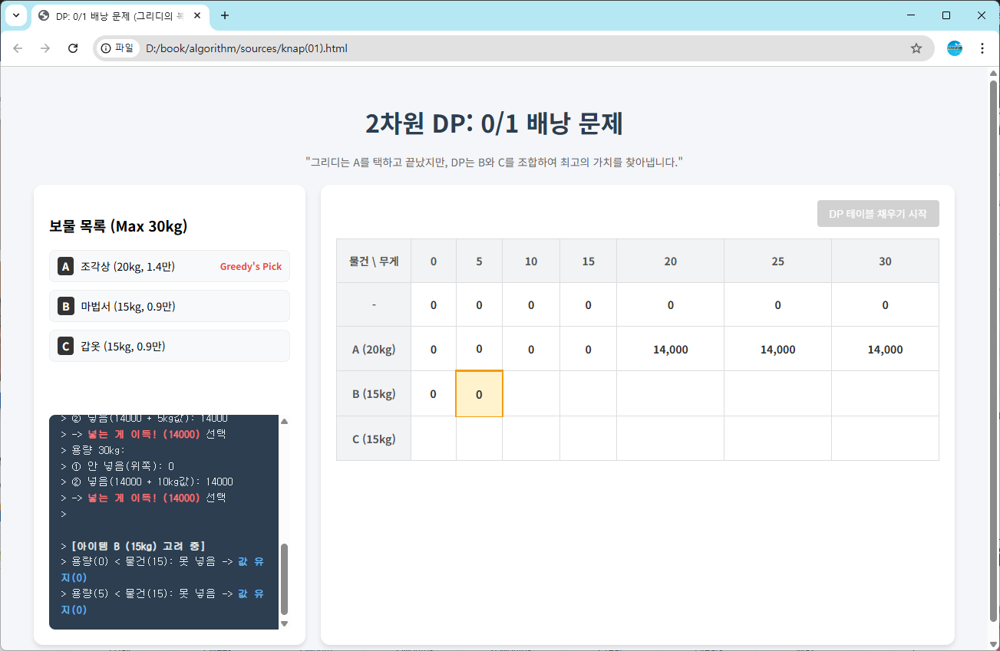 DP: 0/1 배낭 문제 (그리디의 복
파일
D:/book/algorithm/sources/knap(01).html
2차원 DP: 0/1 배낭 문제
"그리디는 A를 택하고 끝났지만, DP는 B와 C를 조합하여 최고의 가치를 찾아냅니다."
보물 목록 (Max 30kg)
A 조각상 (20kg, 1.4만) Greedy's Pick
B 마법서 (15kg, 0.9만)
C 갑옷 (15kg, 0.9만)
> ② 넣음(14000 + 5kg값): 14000
> -> 넣는 게 이득! (14000) 선택
> 용량 30kg:
> ① 안 넣음(위쪽): 0
> ② 넣음(14000 + 10kg값): 14000
> -> 넣는 게 이득! (14000) 선택
>
> [아이템 B (15kg) 고려 중]
> 용량(0) < 물건(15): 못 넣음 -> 값 유
지(0)
> 용량(5) < 물건(15): 못 넣음 -> 값 유
지(0)
DP 테이블 채우기 시작
물건 \ 무게 0 5 10 15 20 25 30
- 0 0 0 0 0 0 0
A (20kg) 0 0 0 0 14,000 14,000 14,000
B (15kg) 0 0
C (15kg)